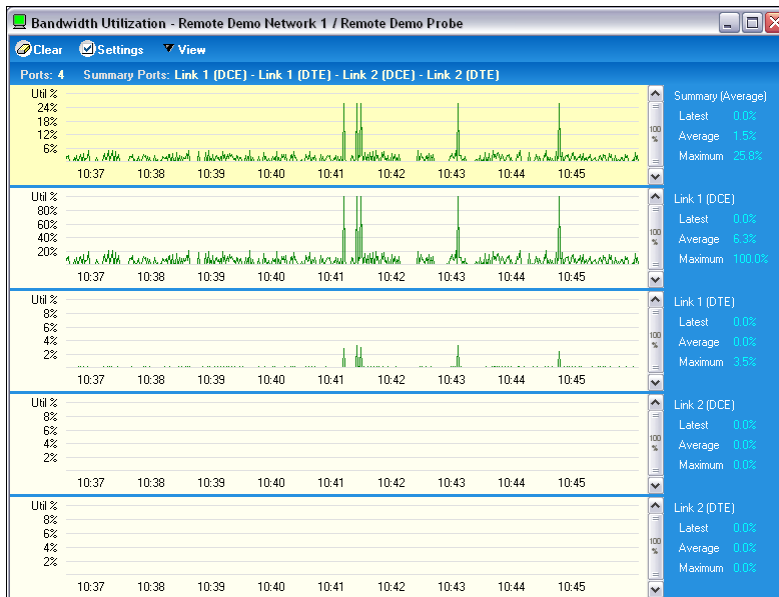 Bandwidth Utilization - Remote Demo Network 1 / Remote Demo Probe
Clear Settings View
Ports: 4 Summary Ports: Link 1 (DCE) - Link 1 (DTE) - Link 2 (DCE) - Link 2 (DTE)
Util %
24%
18%
12%
6%
10:37 10:38 10:39 10:40 10:41 10:42 10:43 10:44 10:45
100 %
Summary (Average)
Latest 0.0%
Average 1.5%
Maximum 25.8%
Util %
80%
60%
40%
20%
10:37 10:38 10:39 10:40 10:41 10:42 10:43 10:44 10:45
100 %
Link 1 (DCE)
Latest 0.0%
Average 6.3%
Maximum 100.0%
Util %
8%
6%
4%
2%
10:37 10:38 10:39 10:40 10:41 10:42 10:43 10:44 10:45
100 %
Link 1 (DTE)
Latest 0.0%
Average 0.0%
Maximum 3.5%
Util %
8%
6%
4%
2%
10:37 10:38 10:39 10:40 10:41 10:42 10:43 10:44 10:45
100 %
Link 2 (DCE)
Latest 0.0%
Average 0.0%
Maximum 0.0%
Util %
8%
6%
4%
2%
10:37 10:38 10:39 10:40 10:41 10:42 10:43 10:44 10:45
100 %
Link 2 (DTE)
Latest 0.0%
Average 0.0%
Maximum 0.0%